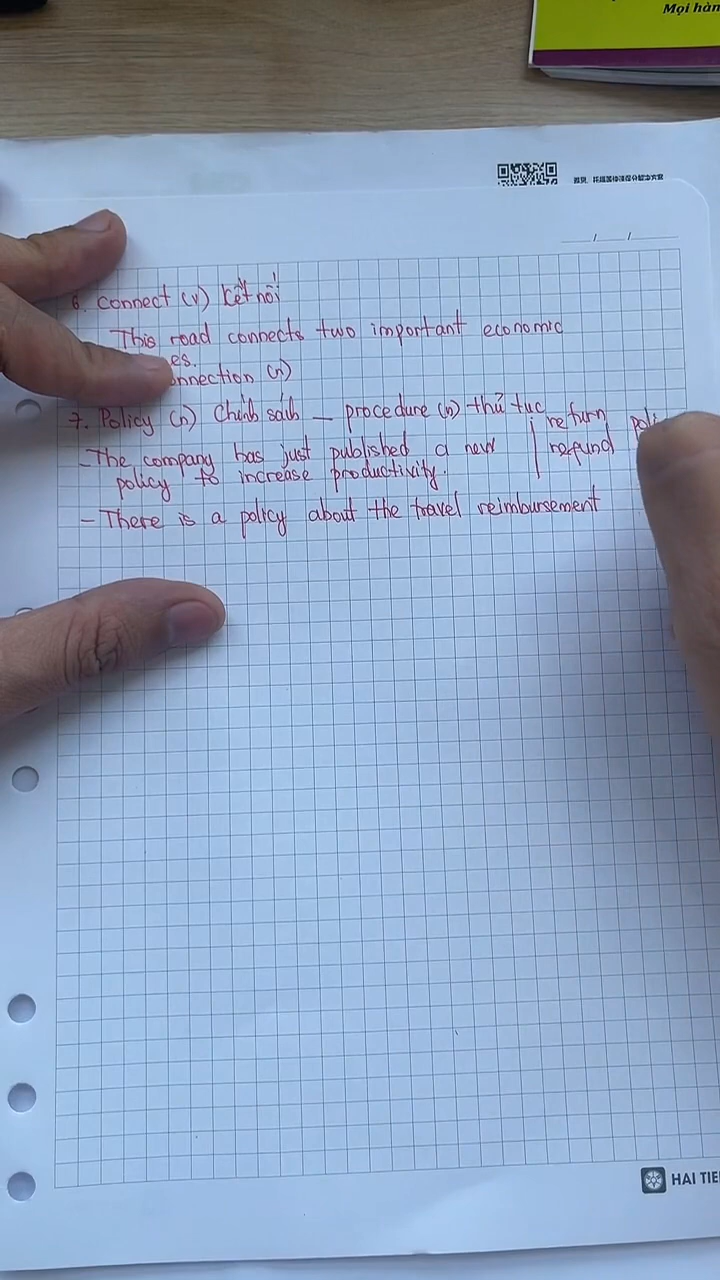 Mọi hàn
6. connect (v) kết nối
This road connects two important economic
es.
nnection (n)
7. Policy (n) Chính sách — procedure (n) thủ tục
return
- The company has just published a new
refund
policy to increase productivity.
- There is a policy about the travel reimbursement
HAI TIE